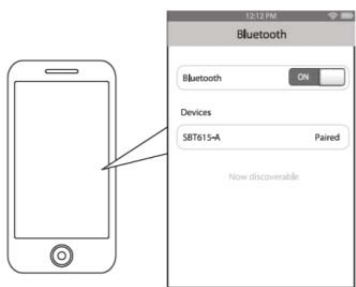 12:12 PM
Bluetooth
Bluetooth ON
Devices
SBT615-A Paired
Now discoverable